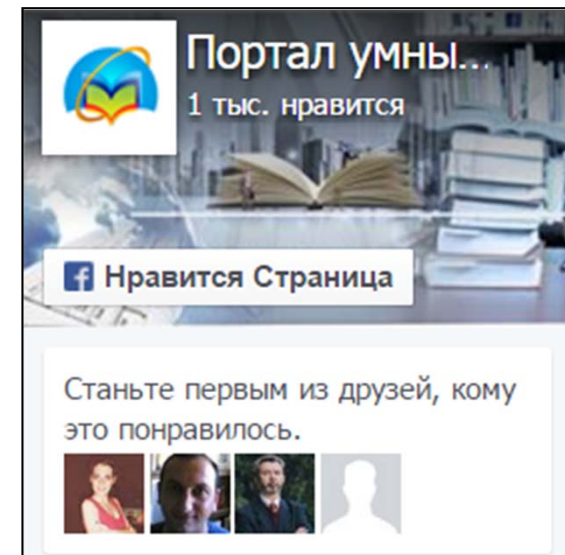 Портал умны...
1 тыс. нравится
Нравится Страница
Станьте первым из друзей, кому
это понравилось.